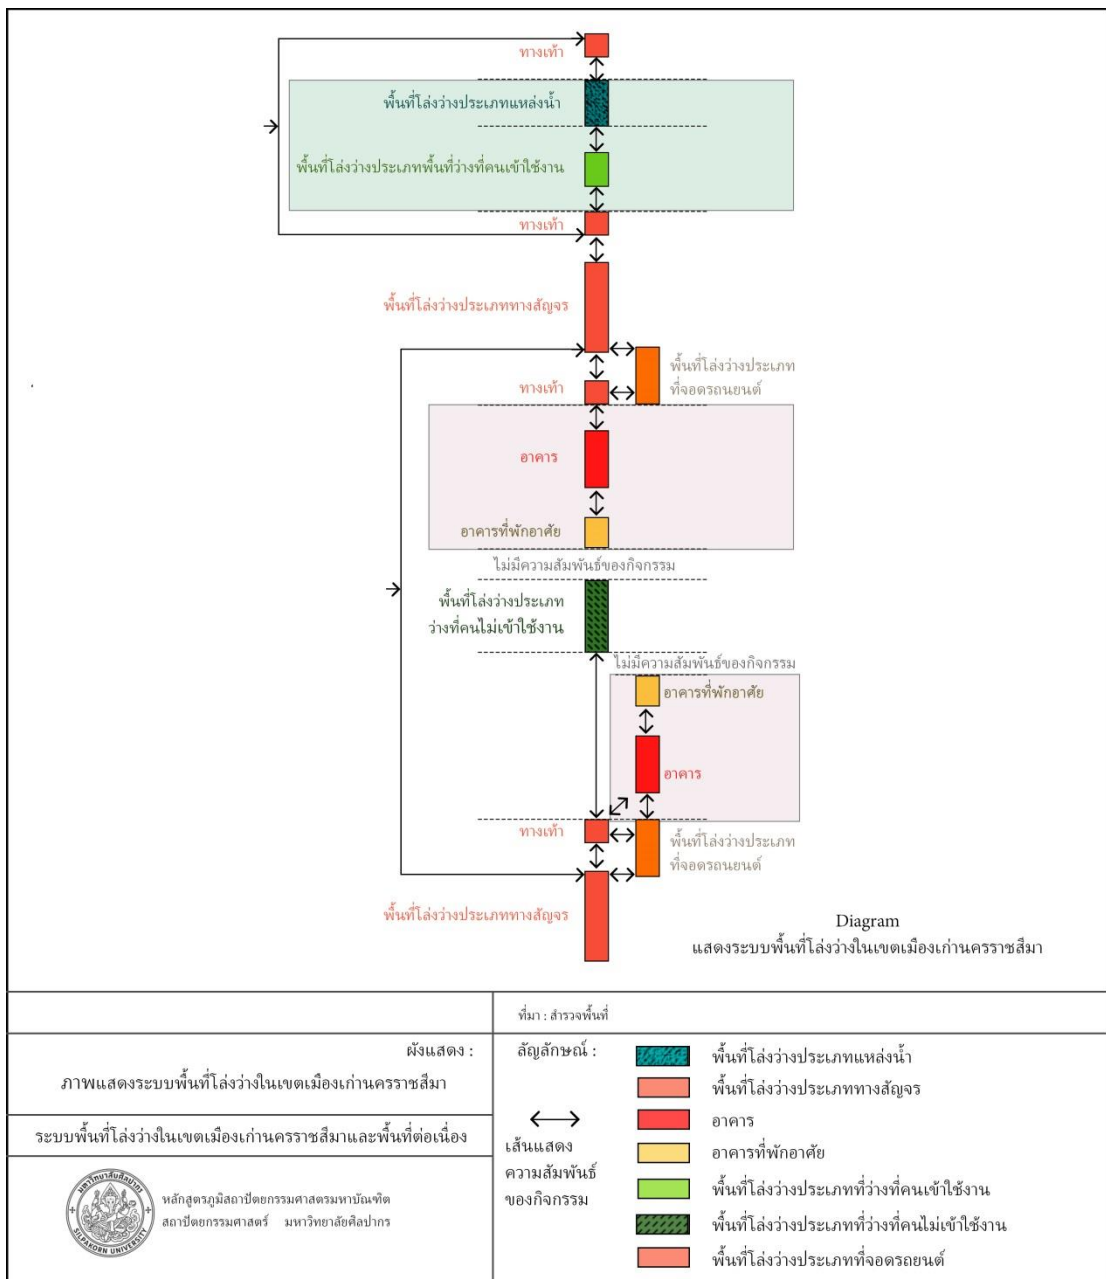 ทางเท้า
พื้นที่โล่งว่างประเภทแหล่งน้ำ
พื้นที่โล่งว่างประเภทพื้นที่ว่างที่คนเข้าใช้งาน
ทางเท้า
พื้นที่โล่งว่างประเภททางสัญจร
พื้นที่โล่งว่างประเภท
ที่จอดรถนยนต์
ทางเท้า
อาคาร
อาคารที่พักอาศัย
ไม่มีความสัมพันธ์ของกิจกรรม
พื้นที่โล่งว่างประเภท
ว่างที่คนไม่เข้าใช้งาน
ไม่มีความสัมพันธ์ของกิจกรรม
อาคารที่พักอาศัย
อาคาร
ทางเท้า
พื้นที่โล่งว่างประเภท
ที่จอดรถนยนต์
พื้นที่โล่งว่างประเภททางสัญจร
Diagram
แสดงระบบพื้นที่โล่งว่างในเขตเมืองเก่านครราชสีมา
ที่มา : สำรวจพื้นที่
ผังแสดง :
ภาพแสดงระบบพื้นที่โล่งว่างในเขตเมืองเก่านครราชสีมา
ระบบพื้นที่โล่งว่างในเขตเมืองเก่านครราชสีมาและพื้นที่ต่อเนื่อง
มหาวิทยาลัยศิลปากร
SILPAKORN UNIVERSITY
หลักสูตรภูมิสถาปัตยกรรมศาสตรมหาบัณฑิต
สถาปัตยกรรมศาสตร์ มหาวิทยาลัยศิลปากร
สัญลักษณ์ :
เส้นแสดง
ความสัมพันธ์
ของกิจกรรม
พื้นที่โล่งว่างประเภทแหล่งน้ำ
พื้นที่โล่งว่างประเภททางสัญจร
อาคาร
อาคารที่พักอาศัย
พื้นที่โล่งว่างประเภทที่ว่างที่คนเข้าใช้งาน
พื้นที่โล่งว่างประเภทที่ว่างที่คนไม่เข้าใช้งาน
พื้นที่โล่งว่างประเภทที่จอดรถยนต์